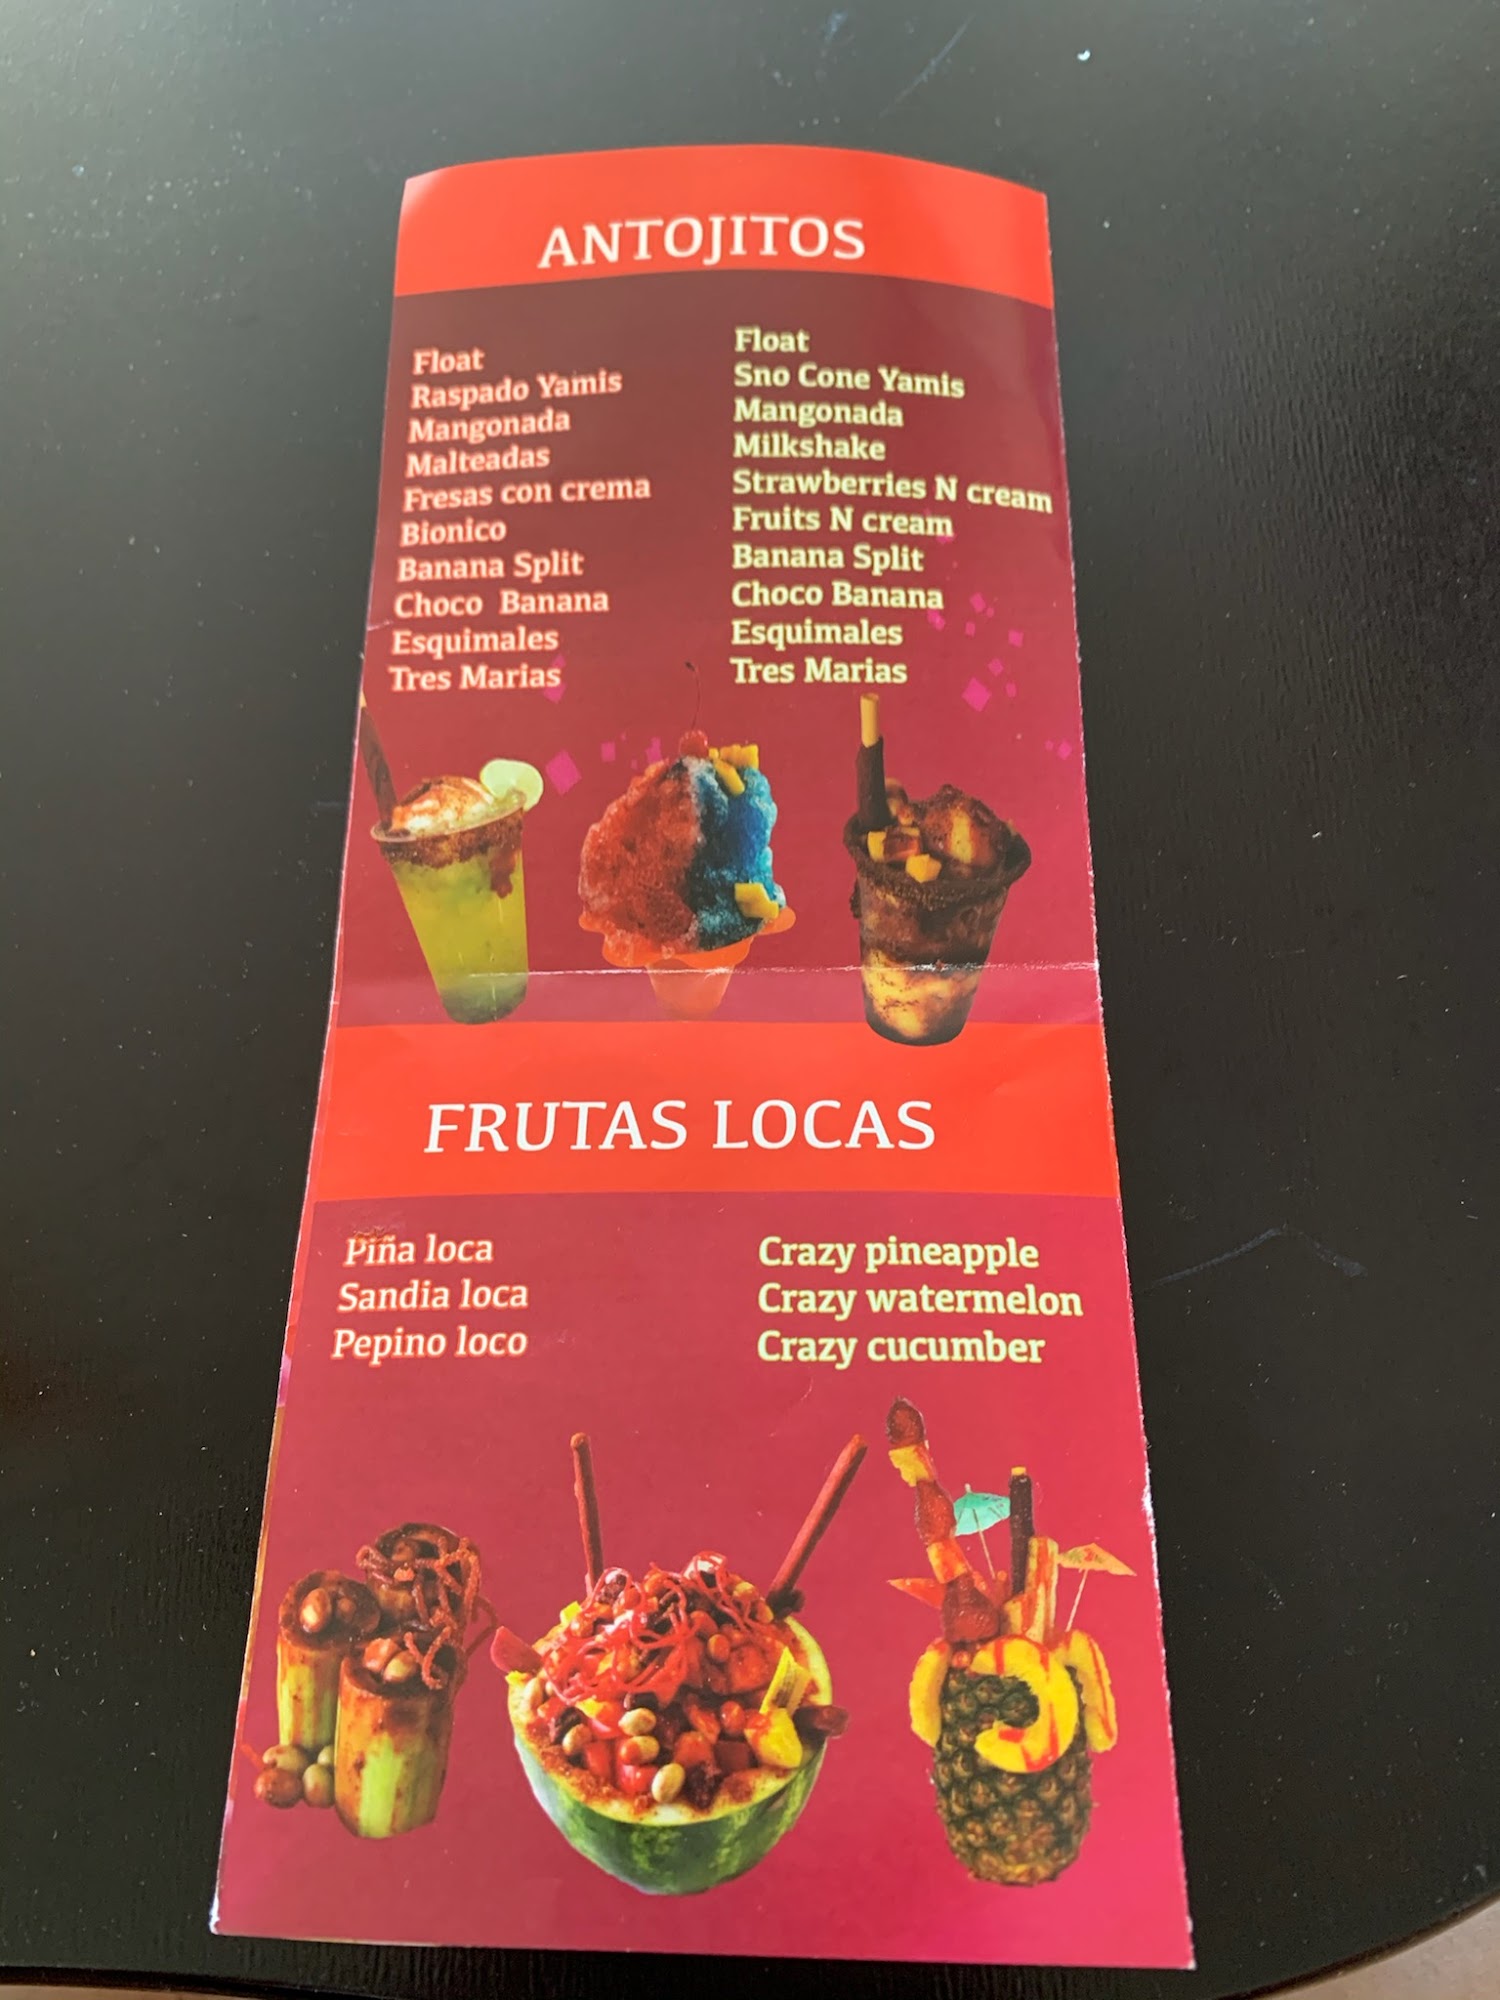 ANTOJITOS
Float
Raspado Yamis
Mangonada
Malteadas
Fresas con crema
Bionico
Banana Split
Choco Banana
Esquimales
Tres Marias
Float
Sno Cone Yamis
Mangonada
Milkshake
Strawberries N cream
Fruits N cream
Banana Split
Choco Banana
Esquimales
Tres Marias
FRUTAS LOCAS
Piña loca
Sandia loca
Pepino loco
Crazy pineapple
Crazy watermelon
Crazy cucumber